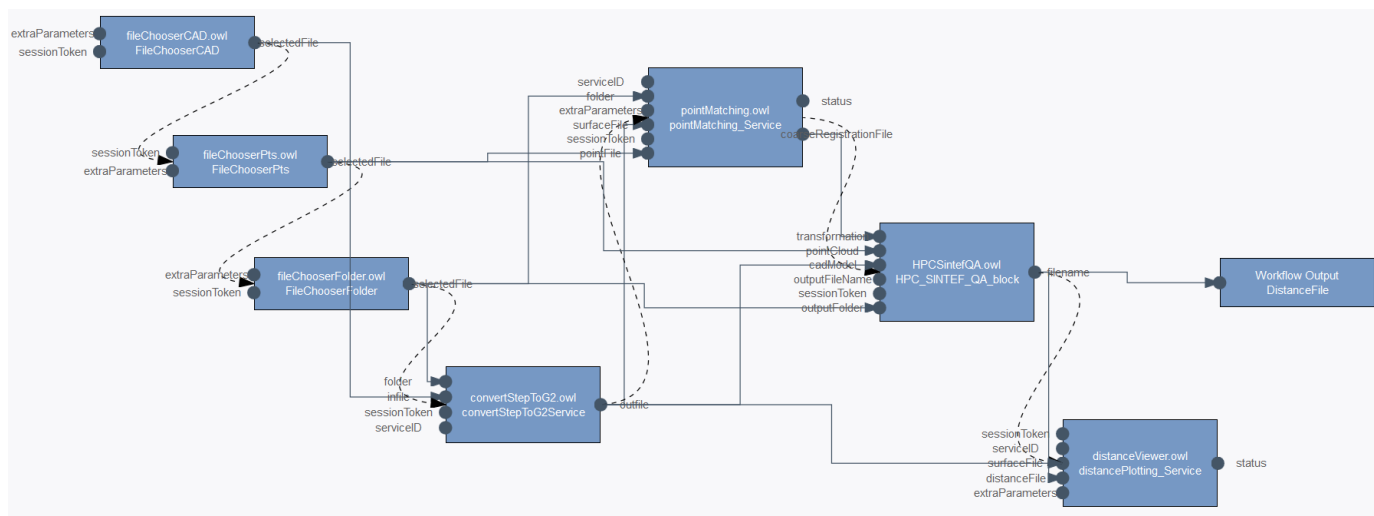 extraParameters
sessionToken
fileChooserCAD.owl
FileChooserCAD
selectedFile
sessionToken
extraParameters
fileChooserPts.owl
FileChooserPts
selectedFile
extraParameters
sessionToken
fileChooserFolder.owl
FileChooserFolder
selectedFile
folder
infile
sessionToken
serviceID
convertStepToG2.owl
convertStepToG2Service
outfile
serviceID
folder
extraParameters
surfaceFile
sessionToken
pointFile
pointMatching.owl
pointMatching_Service
status
coarseRegistrationFile
transformation
pointCloud
cadModel
outputFileName
sessionToken
outputFolder
HPCSintefQA.owl
HPC_SINTEF_QA_block
filename
Workflow Output
DistanceFile
sessionToken
serviceID
surfaceFile
distanceFile
extraParameters
distanceViewer.owl
distancePlotting_Service
status